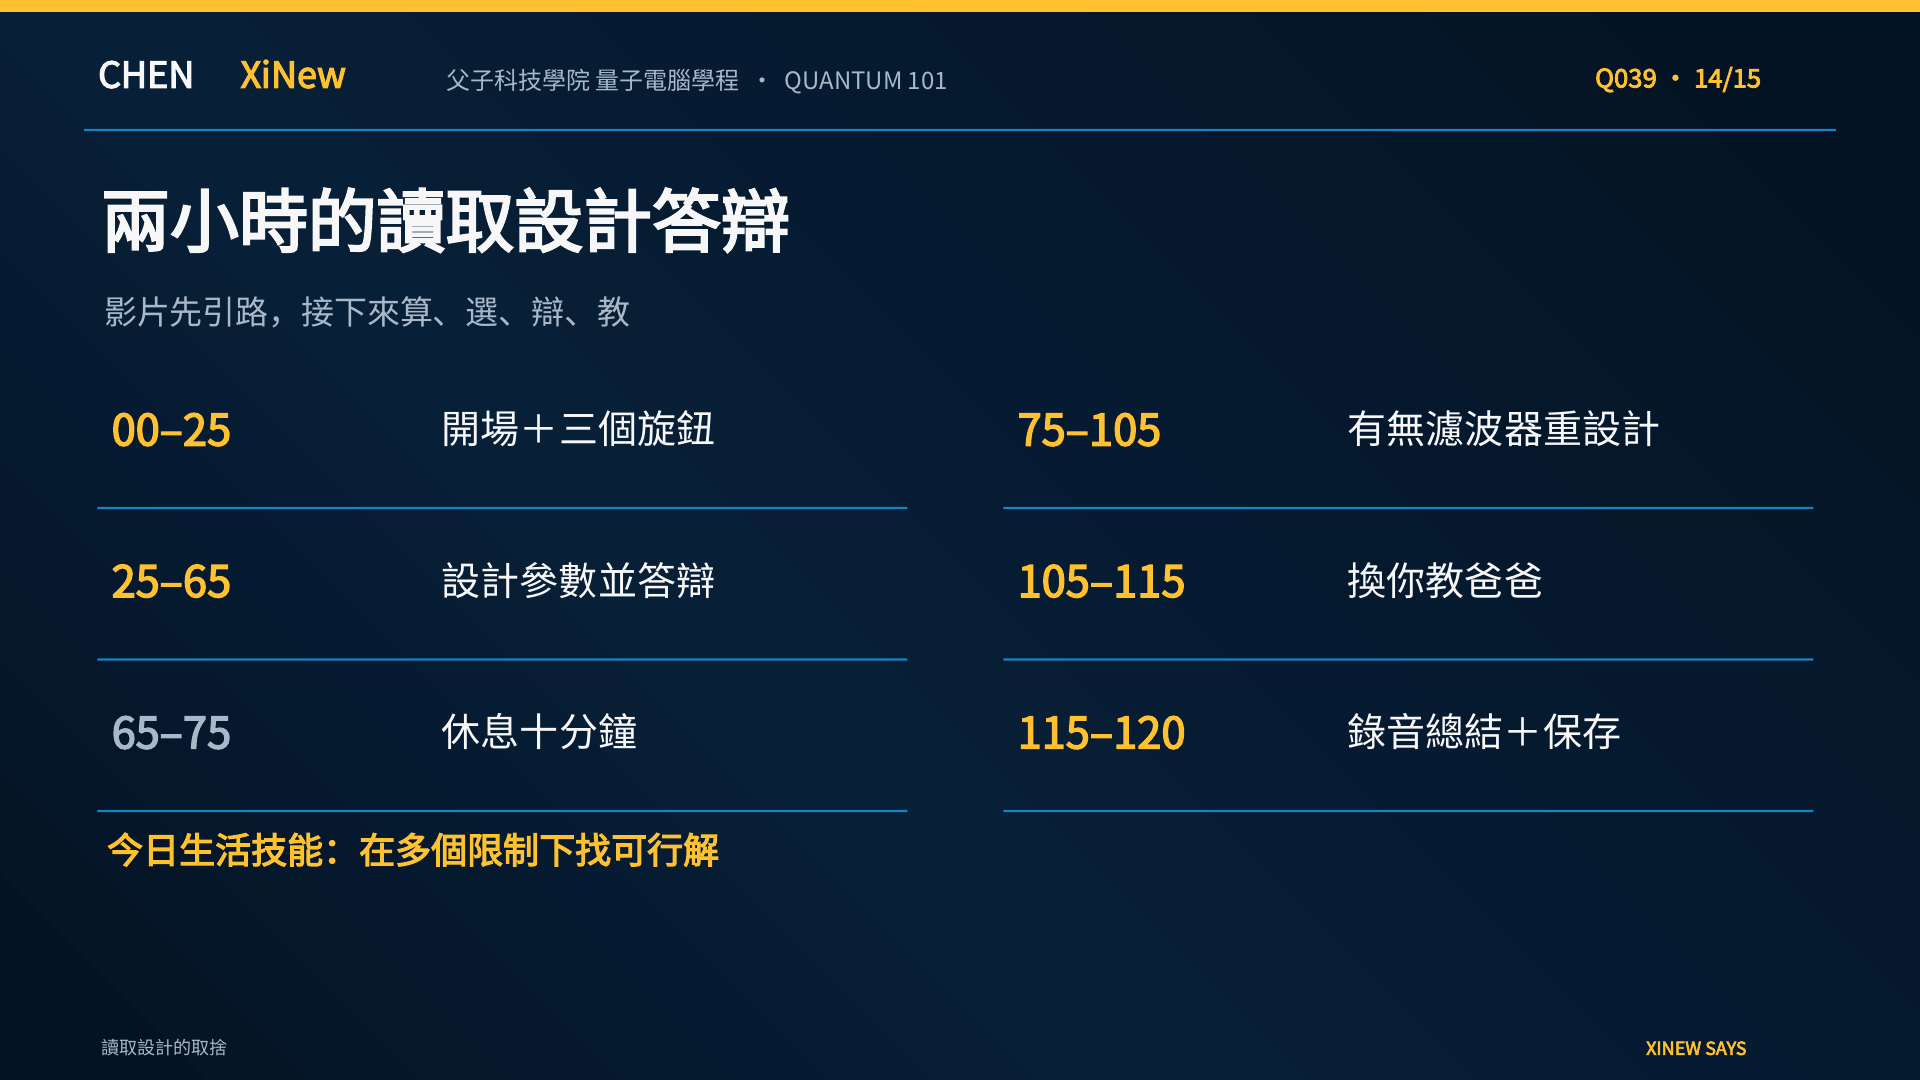 CHEN XiNew 父子科技學院 量子電腦學程 · QUANTUM 101 Q039 · 14/15
兩小時的讀取設計答辯
影片先引路，接下來算、選、辯、教
00–25 開場＋三個旋鈕
25–65 設計參數並答辯
65–75 休息十分鐘
75–105 有無濾波器重設計
105–115 換你教爸爸
115–120 錄音總結＋保存
今日生活技能：在多個限制下找可行解
讀取設計的取捨 XINEW SAYS